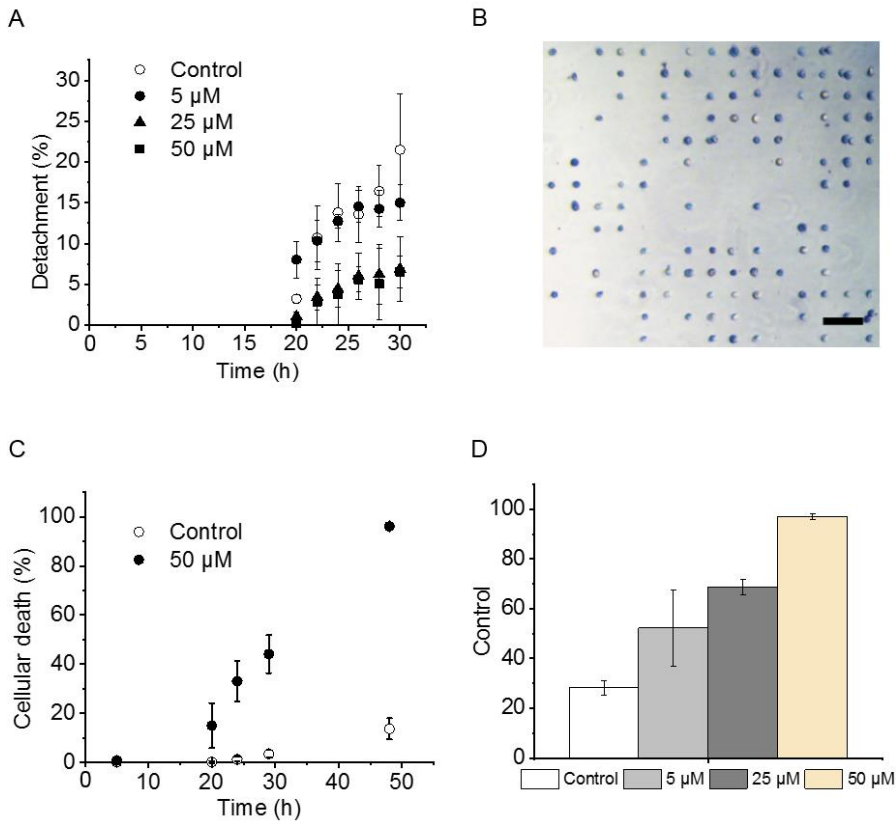 A
Detachment (%)
30
25
20
15
10
5
0
Control
5 µM
25 µM
50 µM
0 5 10 15 20 25 30
Time (h)
B
C
Cellular death (%)
100
80
60
40
20
0
Control
50 µM
0 10 20 30 40 50
Time (h)
D
Control
100
80
60
40
20
0
Control 5 µM 25 µM 50 µM